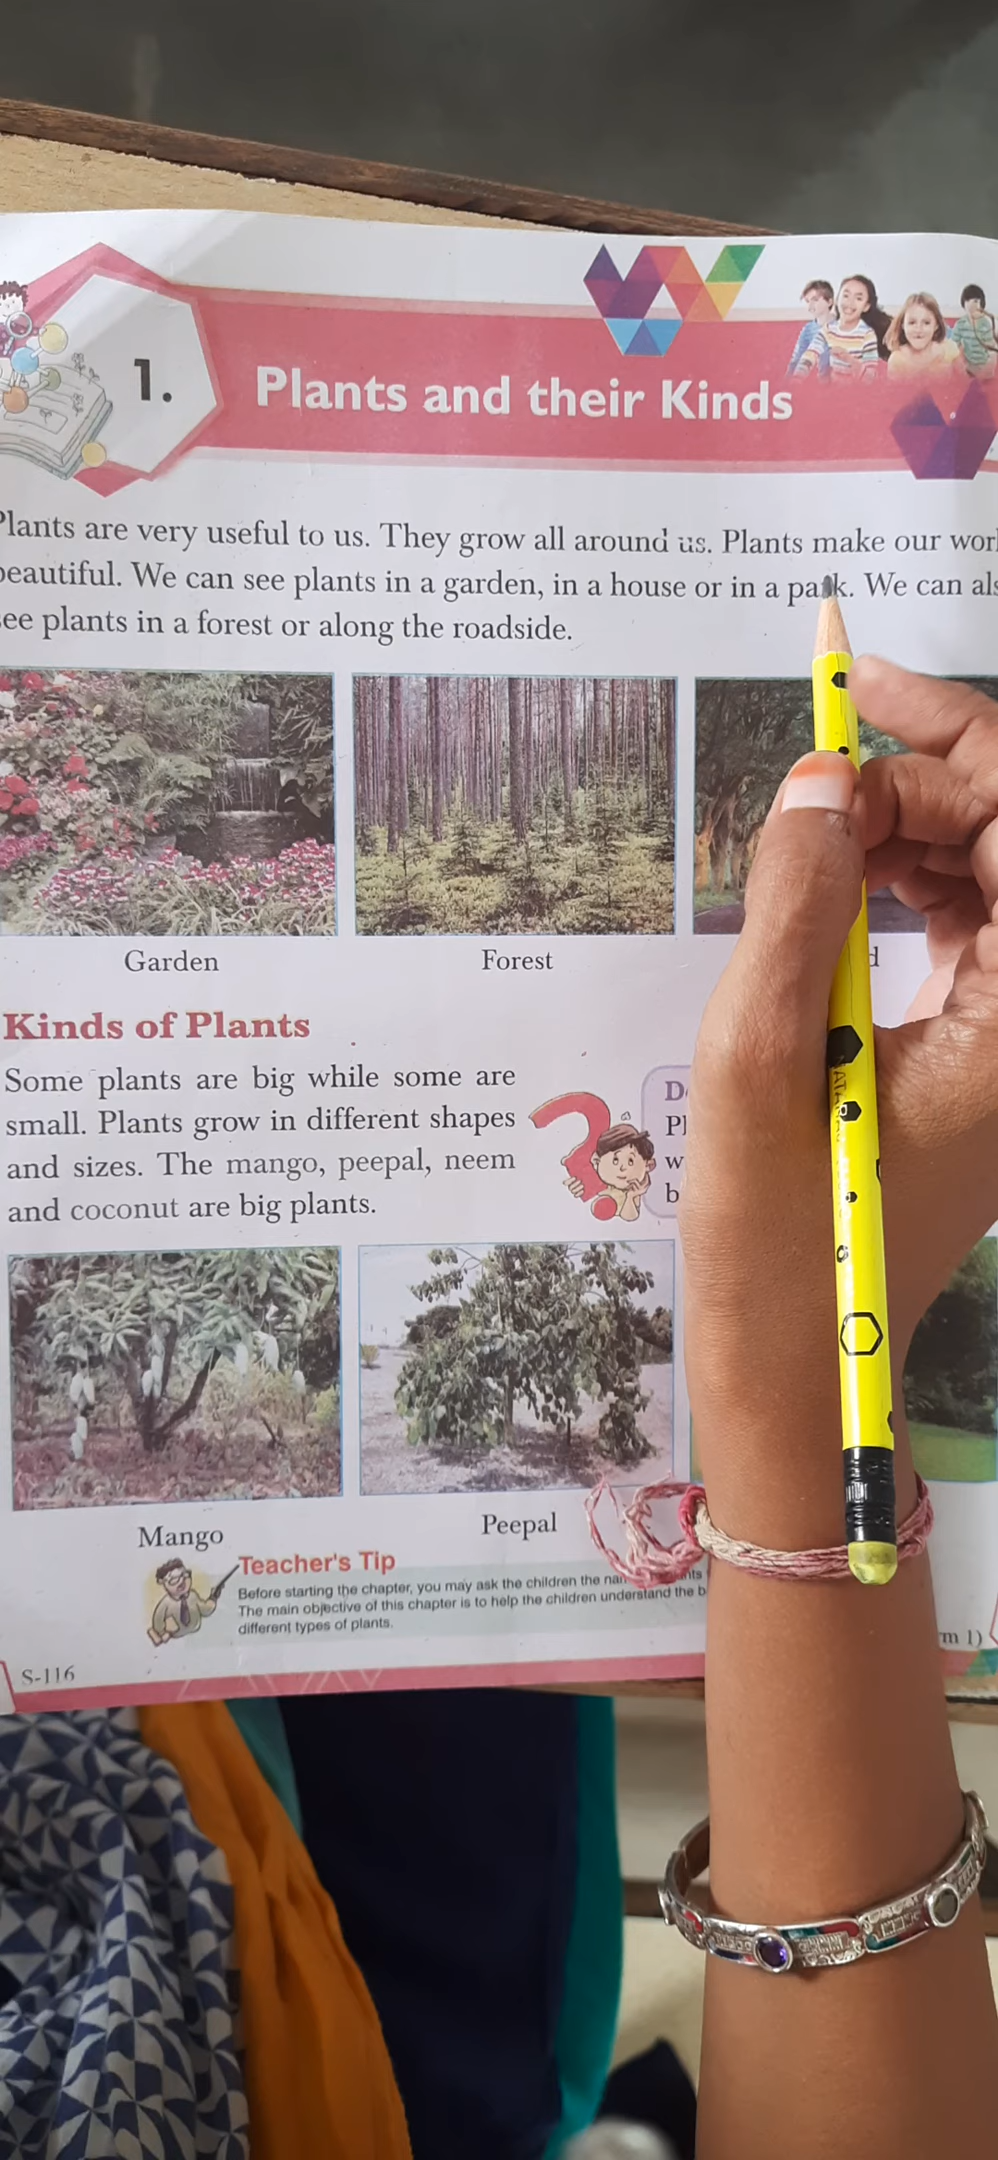 1.
Plants and their Kinds
Plants are very useful to us. They grow all around us. Plants make our
beautiful. We can see plants in a garden, in a house or in a park. We can
see plants in a forest or along the roadside.
Garden
Forest
Kinds of Plants
Some plants are big while some are
small. Plants grow in different shapes
and sizes. The mango, peepal, neem
and coconut are big plants.
Mango
Peepal
Teacher's Tip
Before starting the chapter, you may ask the children the
The main objective of this chapter is to help the children understand the
different types of plants.
S-116
1)